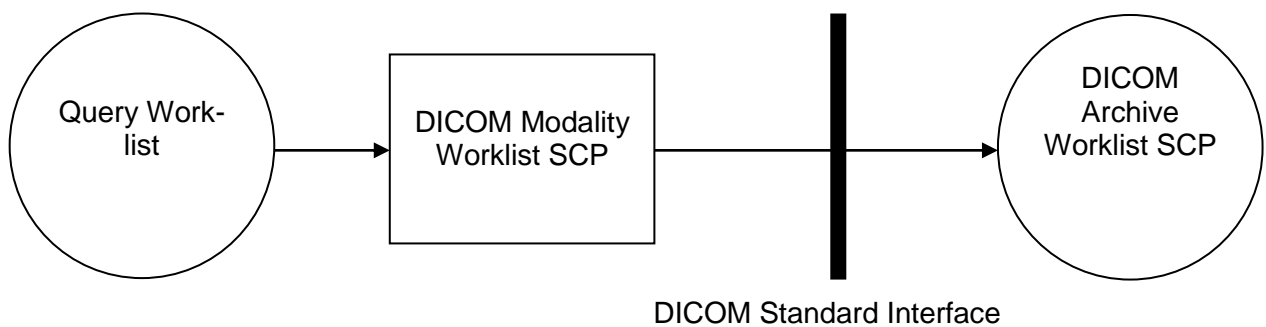 Query Work-
list
DICOM Modality
Worklist SCP
DICOM
Archive
Worklist SCP
DICOM Standard Interface